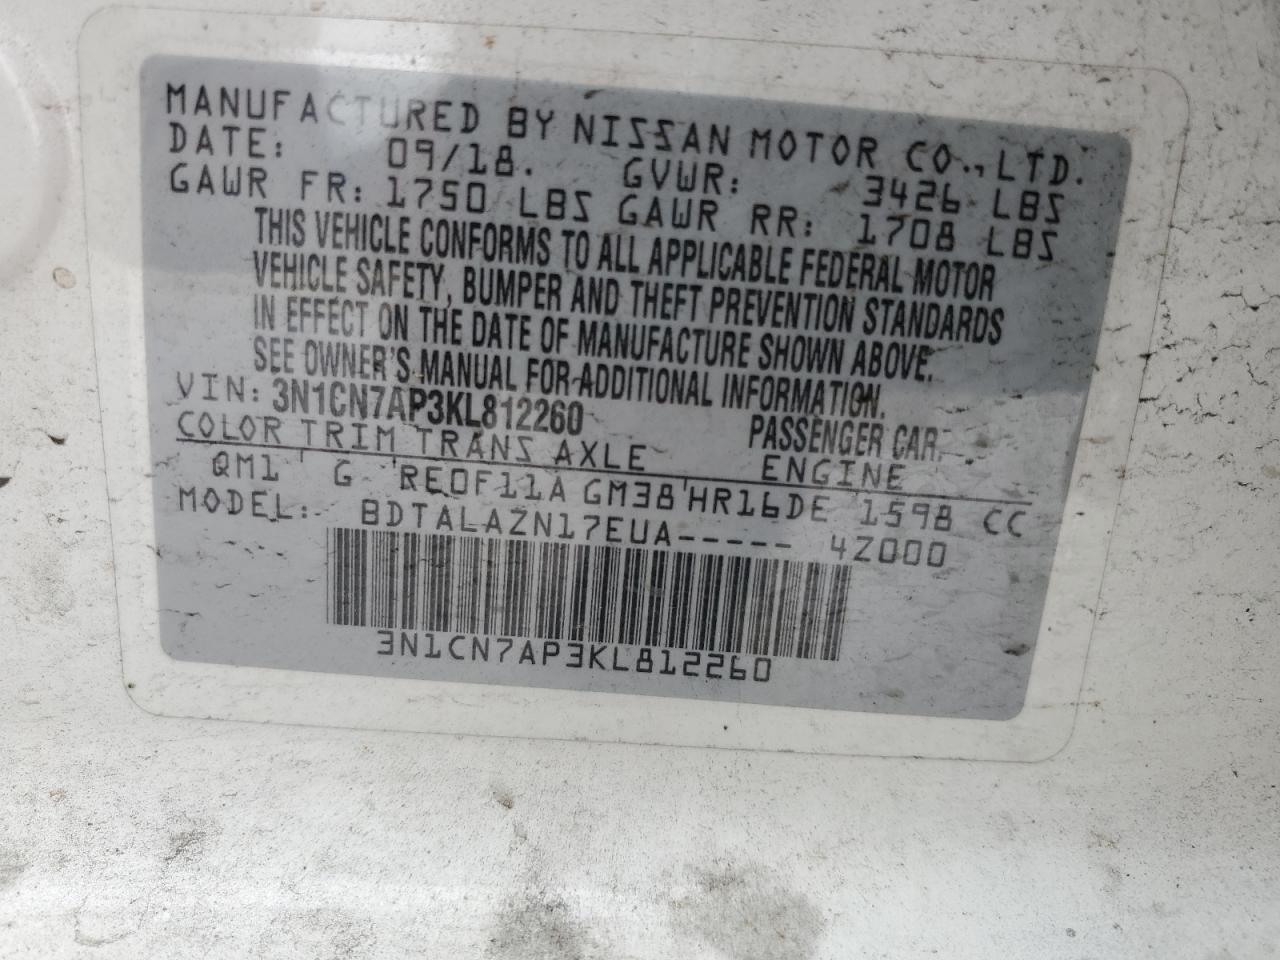 MANUFACTURED BY NISSAN MOTOR CO., LTD.
DATE: 09/18. GVWR: 3426 LBS
GAWR FR: 1750 LBS GAWR RR: 1708 LBS
THIS VEHICLE CONFORMS TO ALL APPLICABLE FEDERAL MOTOR
VEHICLE SAFETY, BUMPER AND THEFT PREVENTION STANDARDS
IN EFFECT ON THE DATE OF MANUFACTURE SHOWN ABOVE.
SEE OWNER'S MANUAL FOR ADDITIONAL INFORMATION.
VIN: 3N1CN7AP3KL812260 PASSENGER CAR.
COLOR TRIM TRANS AXLE ENGINE
QM1 G RE0F11A GM38 HR16DE 1598 CC
MODEL: BDTALAZN17EUA----- 4Z000
3N1CN7AP3KL812260